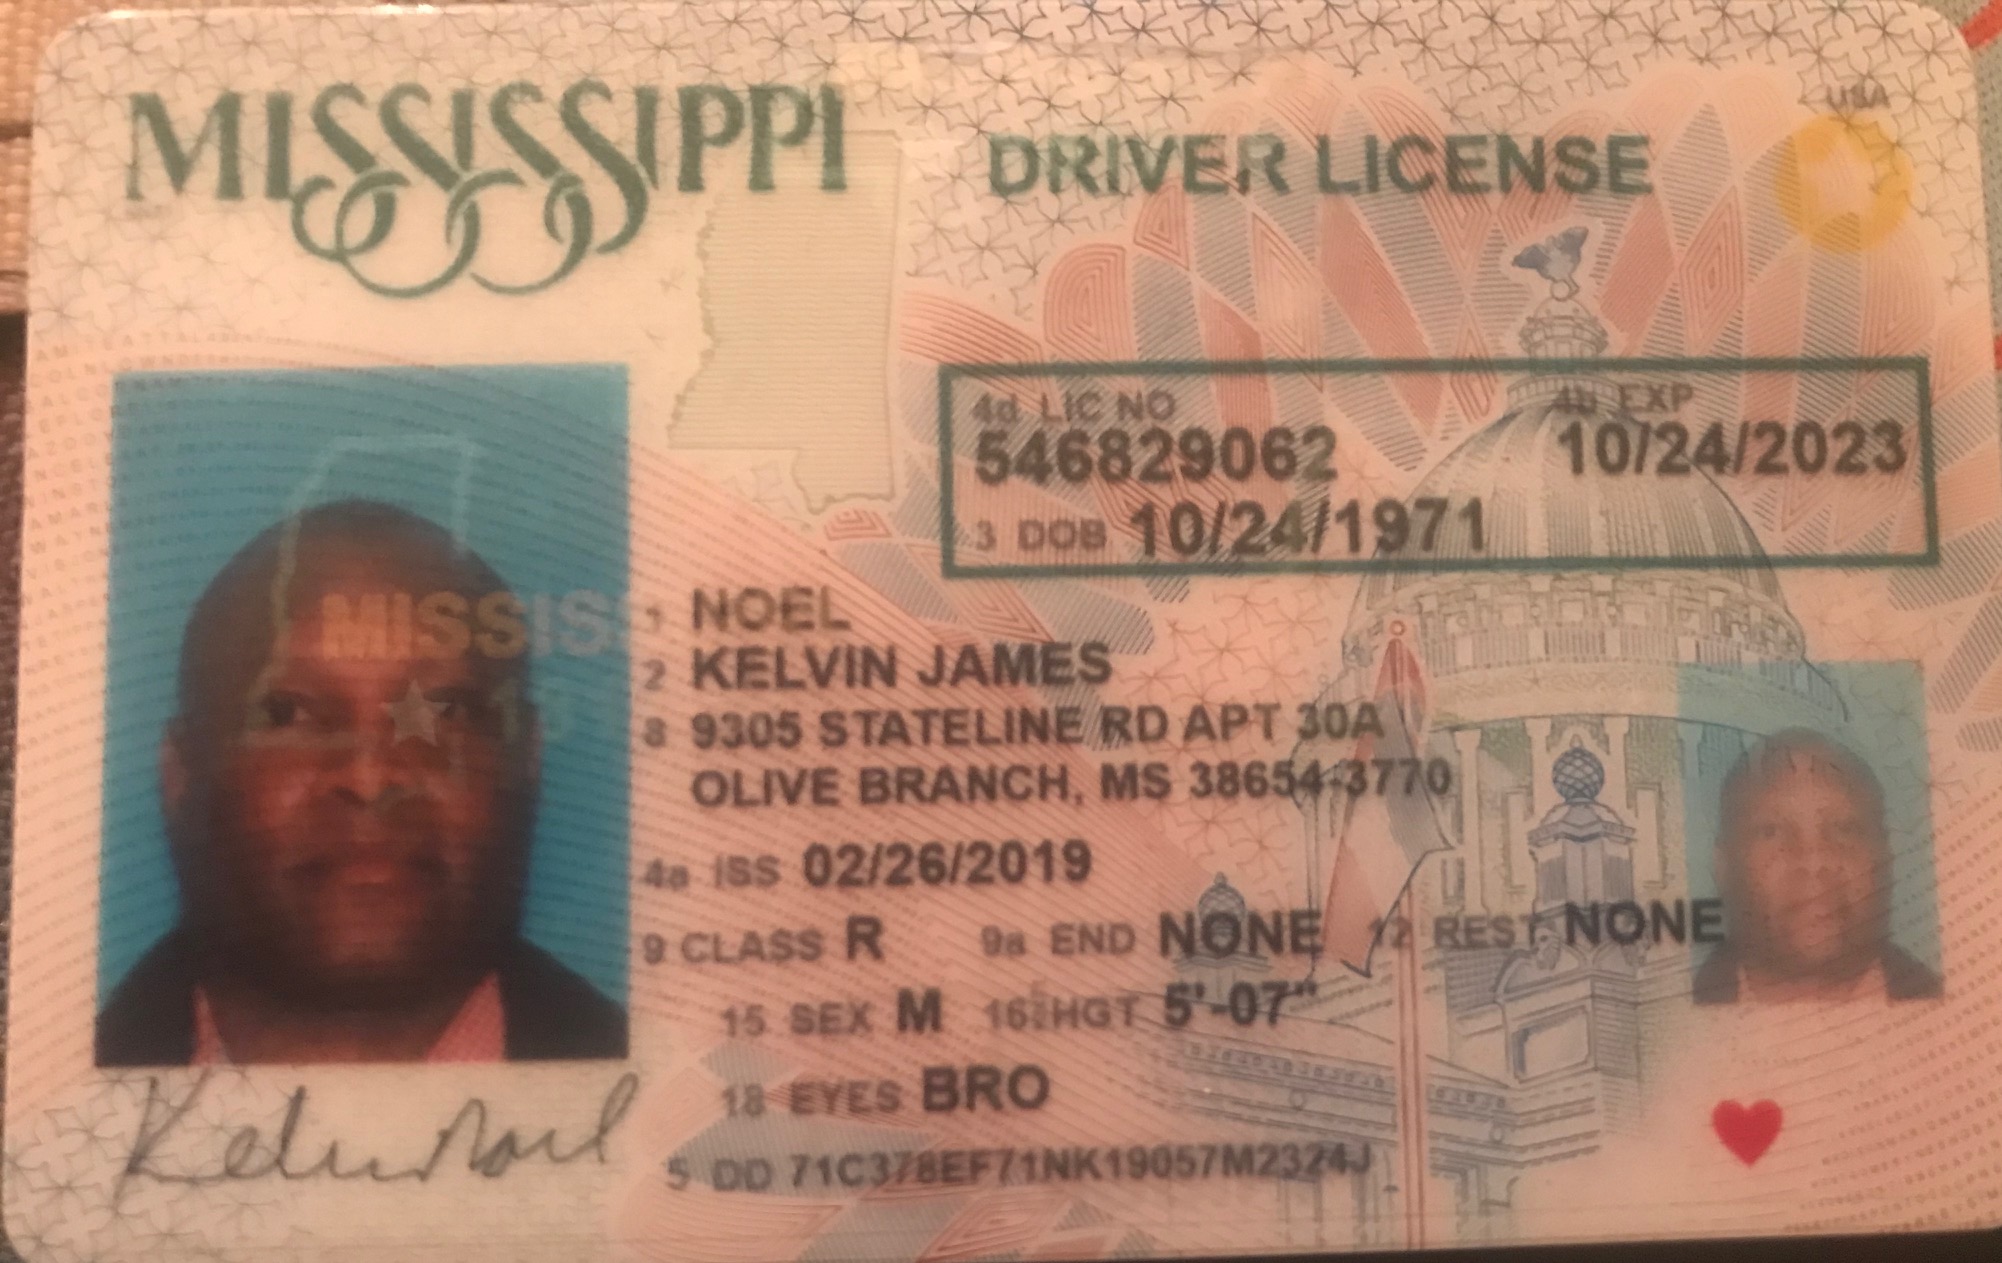 MISSISSIPPI
DRIVER LICENSE
USA
4d LIC NO 4b EXP
546829062 10/24/2023
3 DOB 10/24/1971
1 NOEL
2 KELVIN JAMES
8 9305 STATELINE RD APT 30A
OLIVE BRANCH, MS 38654-3770
4a ISS 02/26/2019
9 CLASS R 9a END NONE 12 REST NONE
15 SEX M 16 HGT 5'-07"
18 EYES BRO
5 DD 71C378EF71NK19057M2324J
MISSISS
Kelvin Noel